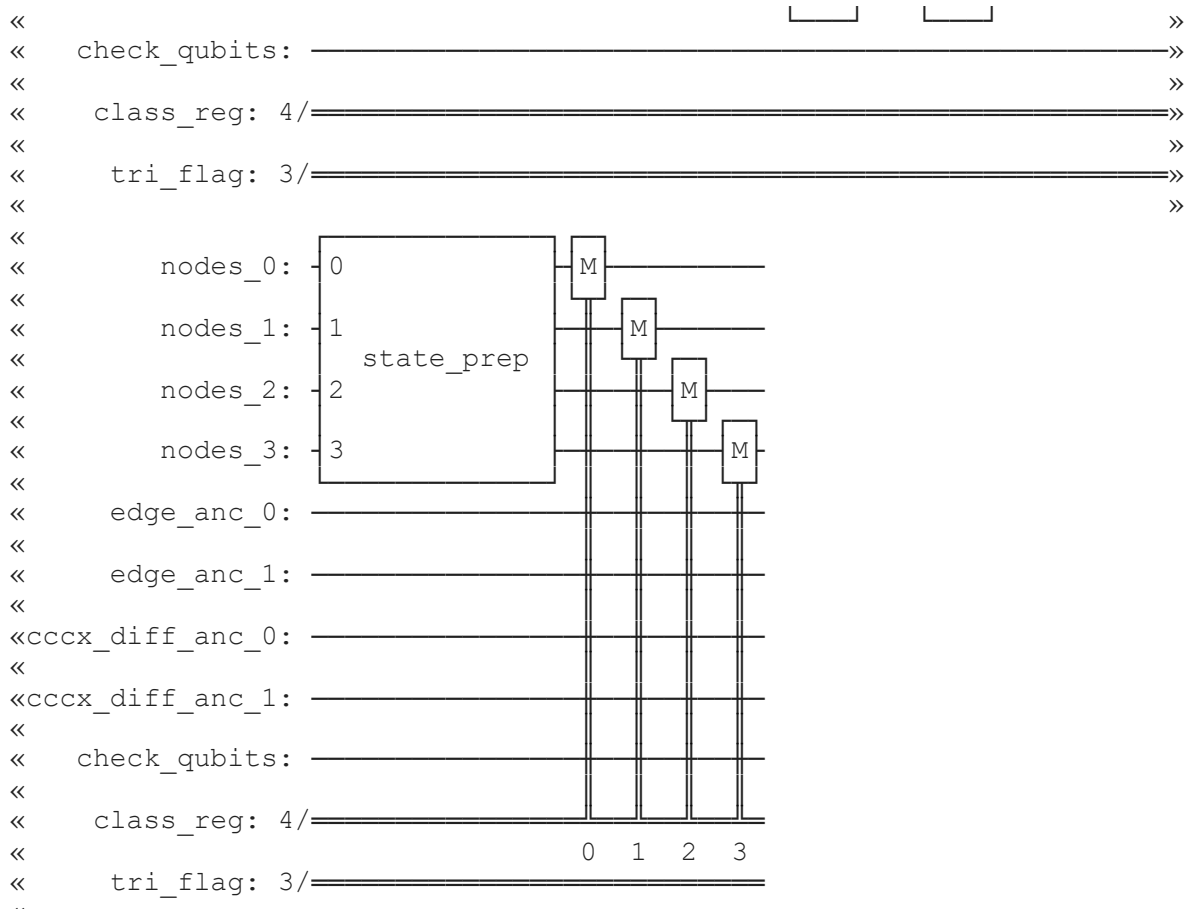 «                                                              »
«   check_qubits: ───────────────────────────────»
«                                                              »
«    class_reg: 4/═══════════════════════════════»
«                                                              »
«     tri_flag: 3/═══════════════════════════════»
«                                                              »
«
«        nodes_0: ┤0             ├┤M├─────────
«
«        nodes_1: ┤1             ├──┤M├──────
«                     state_prep
«        nodes_2: ┤2             ├─────┤M├───
«
«        nodes_3: ┤3             ├────────┤M├
«
«     edge_anc_0: ───────────────────────────
«
«     edge_anc_1: ───────────────────────────
«
«cccx_diff_anc_0: ───────────────────────────
«
«cccx_diff_anc_1: ───────────────────────────
«
«   check_qubits: ───────────────────────────
«
«    class_reg: 4/═══════════════════════════
«                                 0  1  2  3
«     tri_flag: 3/═══════════════════════════
«